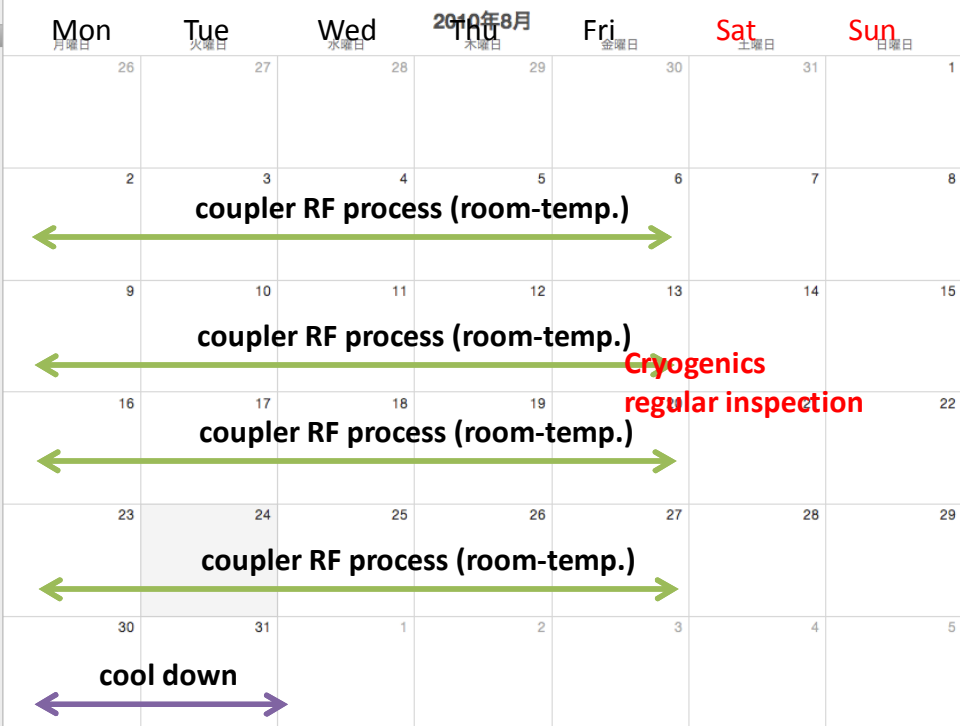 2010年8月
Mon Tue Wed Thu Fri Sat Sun
月曜日 火曜日 水曜日 木曜日 金曜日 土曜日 日曜日
26 27 28 29 30 31 1
2 3 4 5 6 7 8
coupler RF process (room-temp.)
9 10 11 12 13 14 15
coupler RF process (room-temp.)
Cryogenics
regular inspection
16 17 18 19 20 21 22
coupler RF process (room-temp.)
23 24 25 26 27 28 29
coupler RF process (room-temp.)
30 31 1 2 3 4 5
cool down